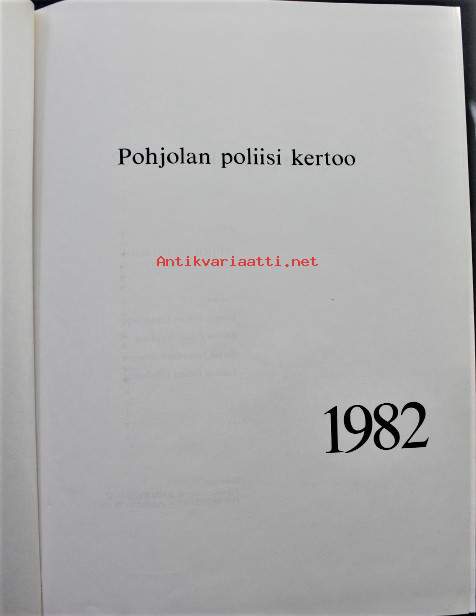 Pohjolan poliisi kertoo
Antikvariaatti.net
1982